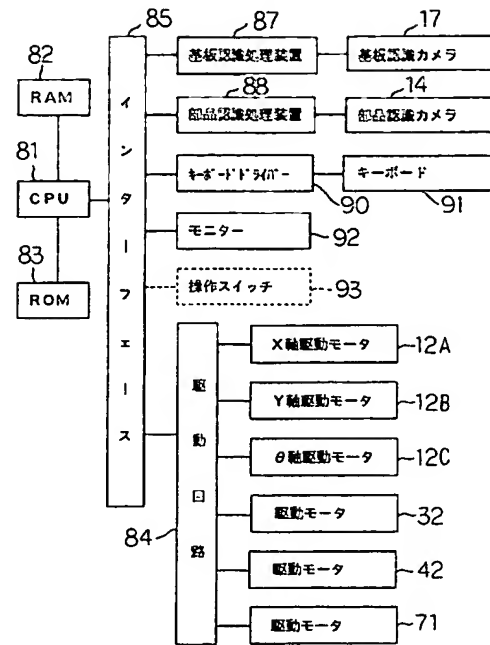 85
87
17
基板認識処理装置
基板認識カメラ
82
RAM
88
14
部品認識処理装置
部品認識カメラ
81
CPU
キーボードドライバー
キーボード
90
91
83
ROM
モニター
92
操作スイッチ
93
インターフェース
駆動回路
84
X軸駆動モータ
12A
Y軸駆動モータ
12B
θ軸駆動モータ
12C
駆動モータ
32
駆動モータ
42
駆動モータ
71